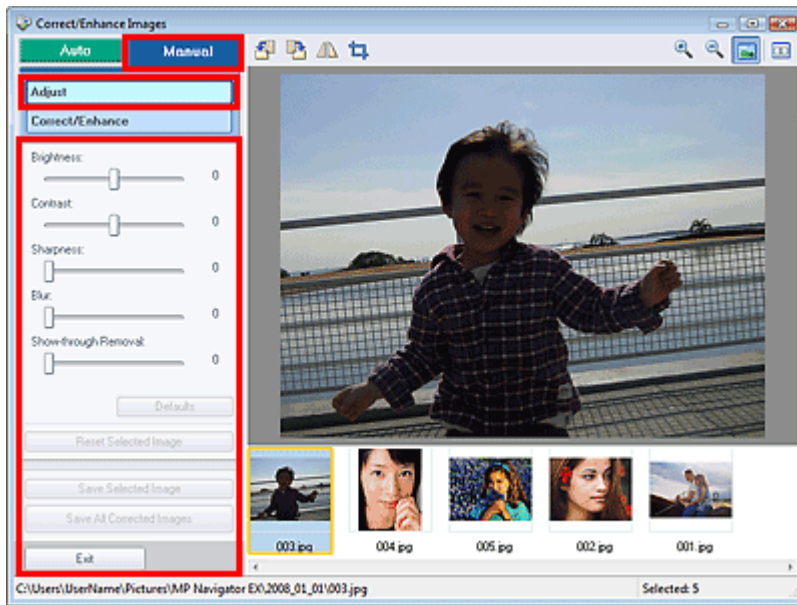 Correct/Enhance Images
Auto Manual
Adjust
Correct/Enhance
Brightness: 0
Contrast: 0
Sharpness: 0
Blur: 0
Show-through Removal: 0
Defaults
Reset Selected Image
Save Selected Image
Save All Corrected Images
Exit
003.jpg 004.jpg 005.jpg 002.jpg 001.jpg
C:\Users\UserName\Pictures\MP Navigator EX\2008_01_01\003.jpg Selected: 5